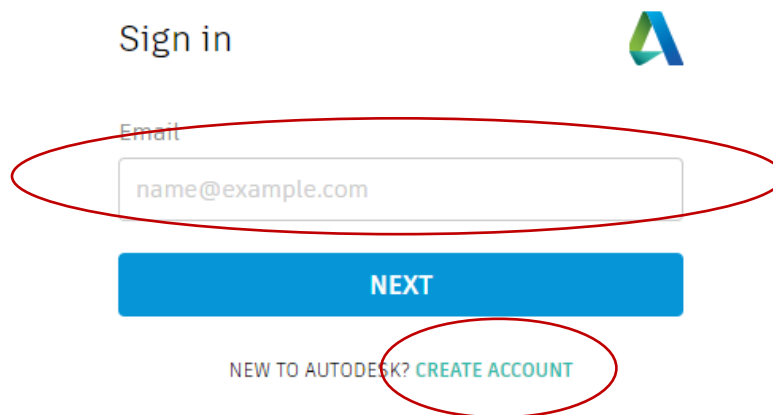 Sign in
Email
name@example.com
NEXT
NEW TO AUTODESK? CREATE ACCOUNT